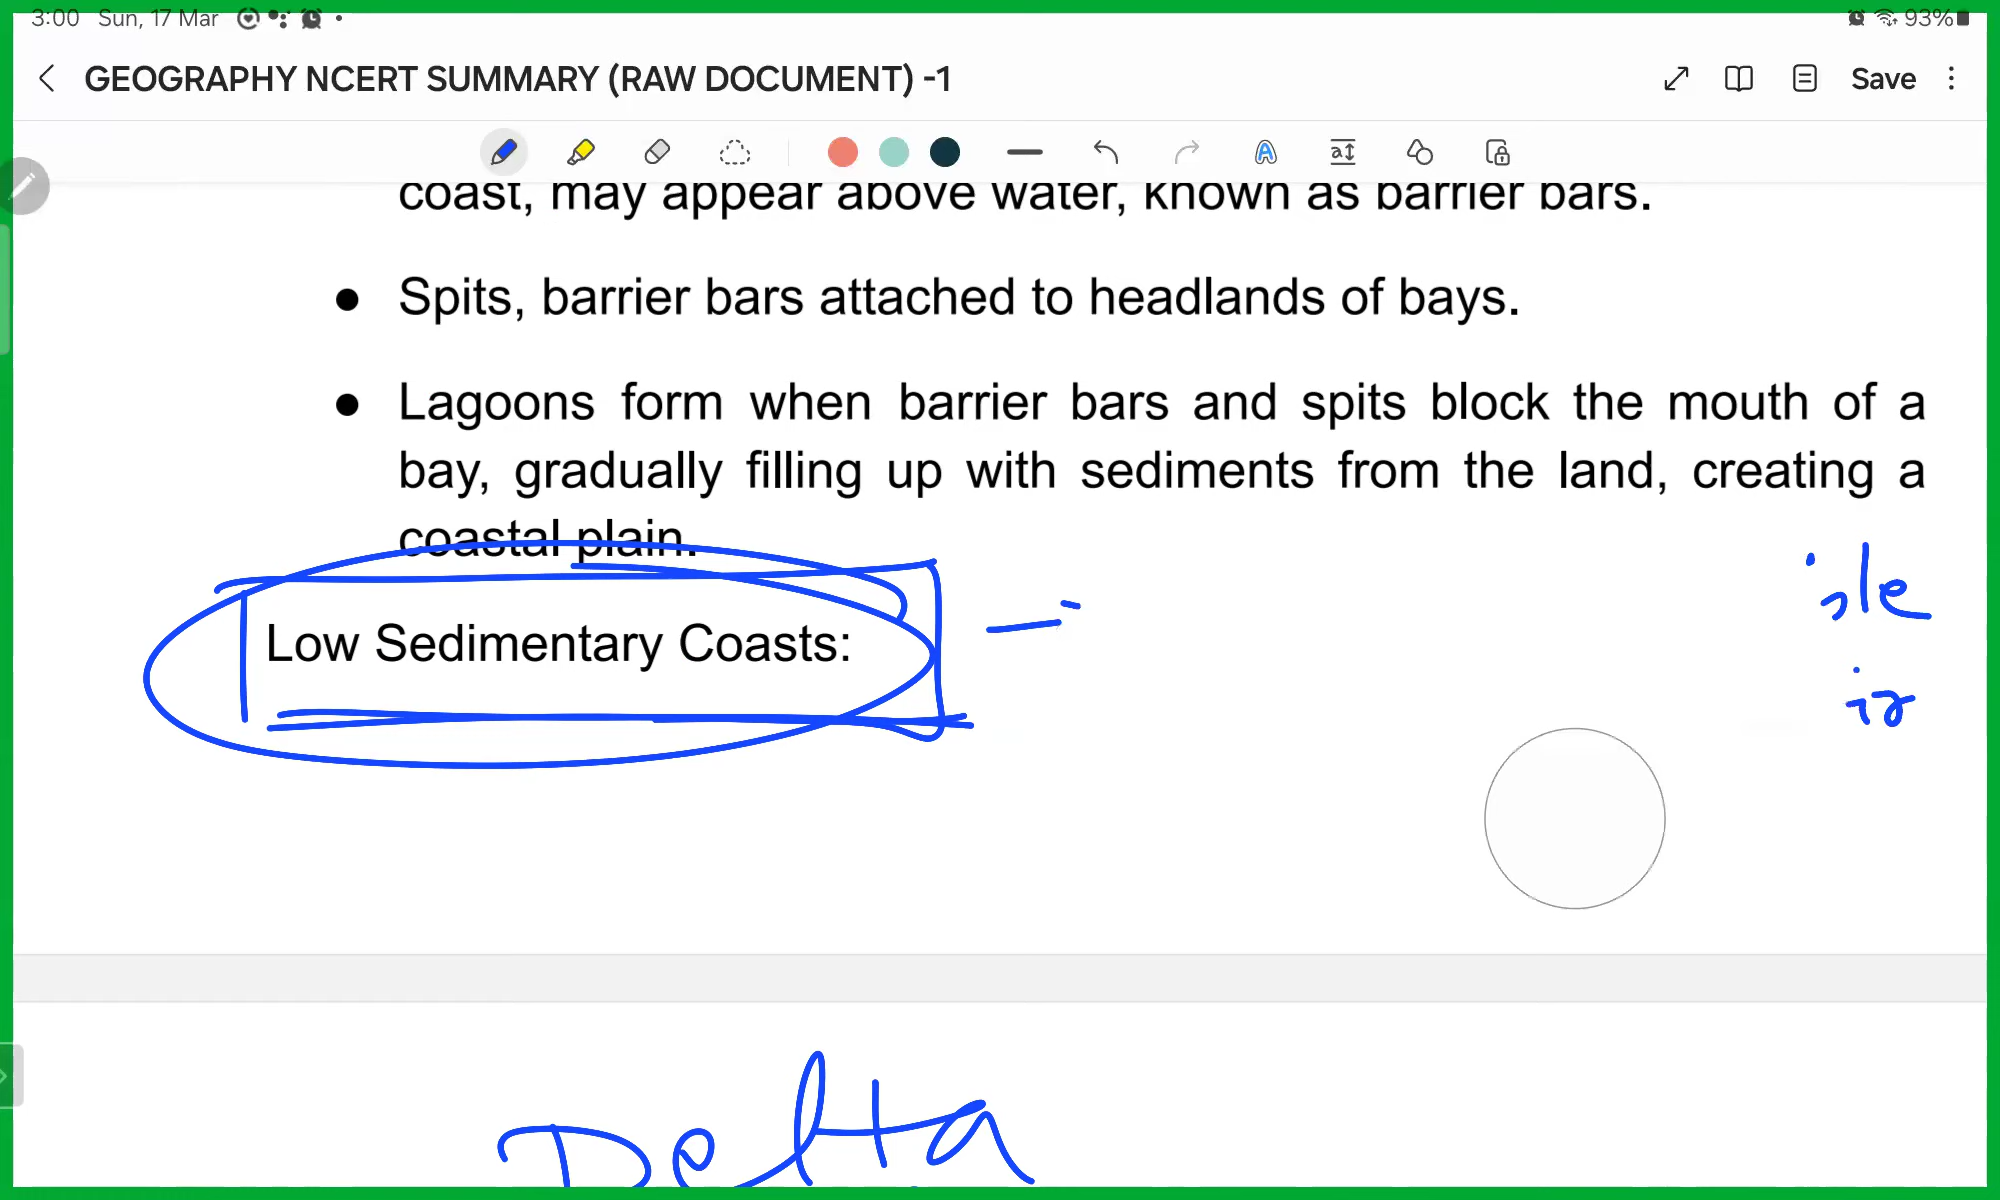 3:00 Sun, 17 Mar
93%
GEOGRAPHY NCERT SUMMARY (RAW DOCUMENT) -1
Save
coast, may appear above water, known as barrier bars.
● Spits, barrier bars attached to headlands of bays.
● Lagoons form when barrier bars and spits block the mouth of a
bay, gradually filling up with sediments from the land, creating a
coastal plain.
Low Sedimentary Coasts:
Delta